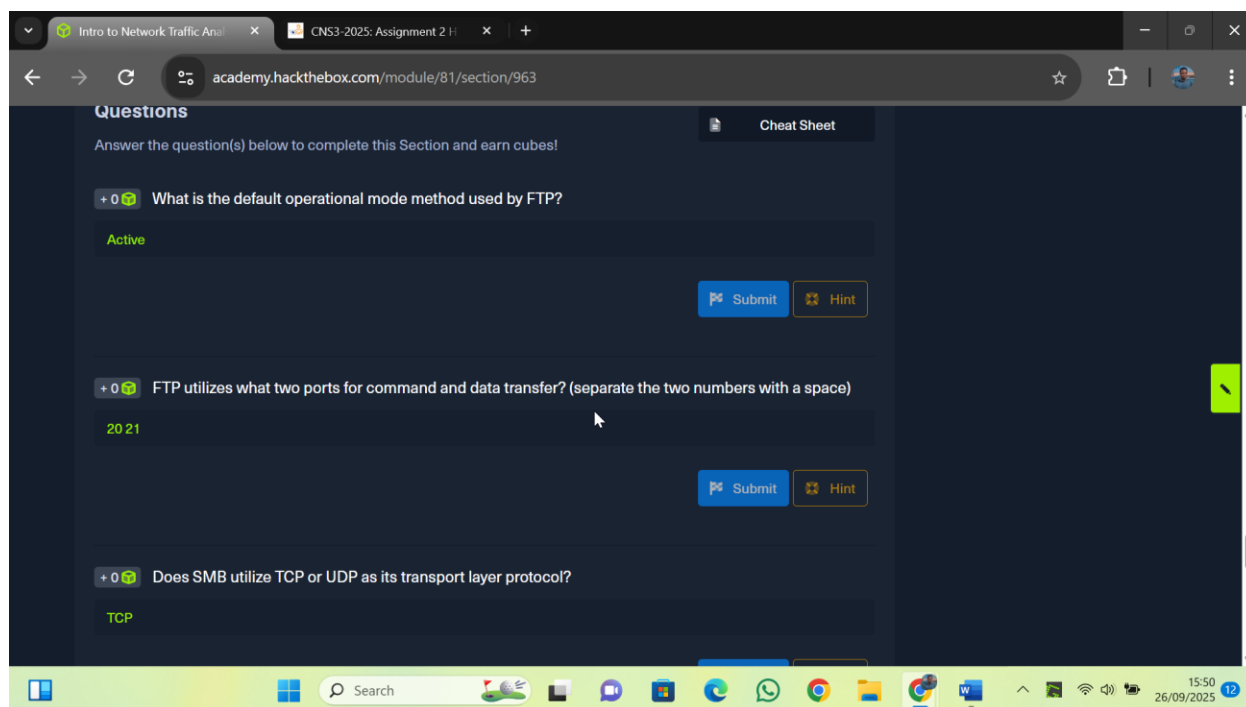 Intro to Network Traffic Anal
CNS3-2025: Assignment 2 H
academy.hackthebox.com/module/81/section/963
Questions
Cheat Sheet
Answer the question(s) below to complete this Section and earn cubes!
+ 0 What is the default operational mode method used by FTP?
Active
Submit
Hint
+ 0 FTP utilizes what two ports for command and data transfer? (separate the two numbers with a space)
20 21
Submit
Hint
+ 0 Does SMB utilize TCP or UDP as its transport layer protocol?
TCP
Search
15:50
26/09/2025
12